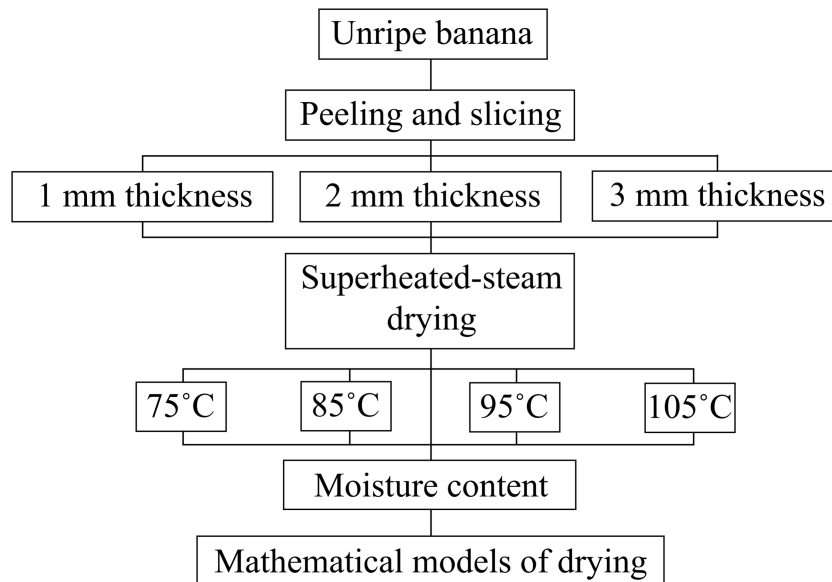 Unripe banana
Peeling and slicing
1 mm thickness
2 mm thickness
3 mm thickness
Superheated-steam
drying
75˚C
85˚C
95˚C
105˚C
Moisture content
Mathematical models of drying